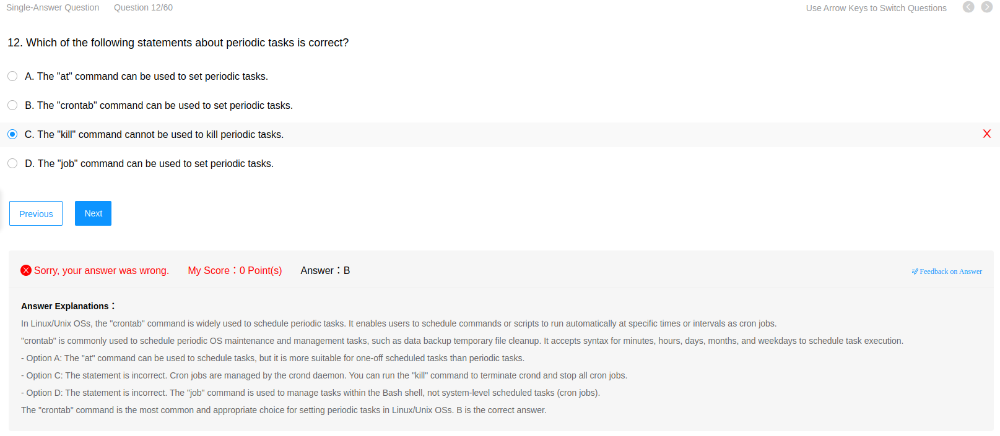 Single-Answer Question Question 12/60 Use Arrow Keys to Switch Questions
12. Which of the following statements about periodic tasks is correct?
A. The "at" command can be used to set periodic tasks.
B. The "crontab" command can be used to set periodic tasks.
C. The "kill" command cannot be used to kill periodic tasks.
D. The "job" command can be used to set periodic tasks.
Previous Next
Sorry, your answer was wrong. My Score：0 Point(s) Answer：B Feedback on Answer
Answer Explanations：
In Linux/Unix OSs, the "crontab" command is widely used to schedule periodic tasks. It enables users to schedule commands or scripts to run automatically at specific times or intervals as cron jobs.
"crontab" is commonly used to schedule periodic OS maintenance and management tasks, such as data backup temporary file cleanup. It accepts syntax for minutes, hours, days, months, and weekdays to schedule task execution.
- Option A: The "at" command can be used to schedule tasks, but it is more suitable for one-off scheduled tasks than periodic tasks.
- Option C: The statement is incorrect. Cron jobs are managed by the crond daemon. You can run the "kill" command to terminate crond and stop all cron jobs.
- Option D: The statement is incorrect. The "job" command is used to manage tasks within the Bash shell, not system-level scheduled tasks (cron jobs).
The "crontab" command is the most common and appropriate choice for setting periodic tasks in Linux/Unix OSs. B is the correct answer.